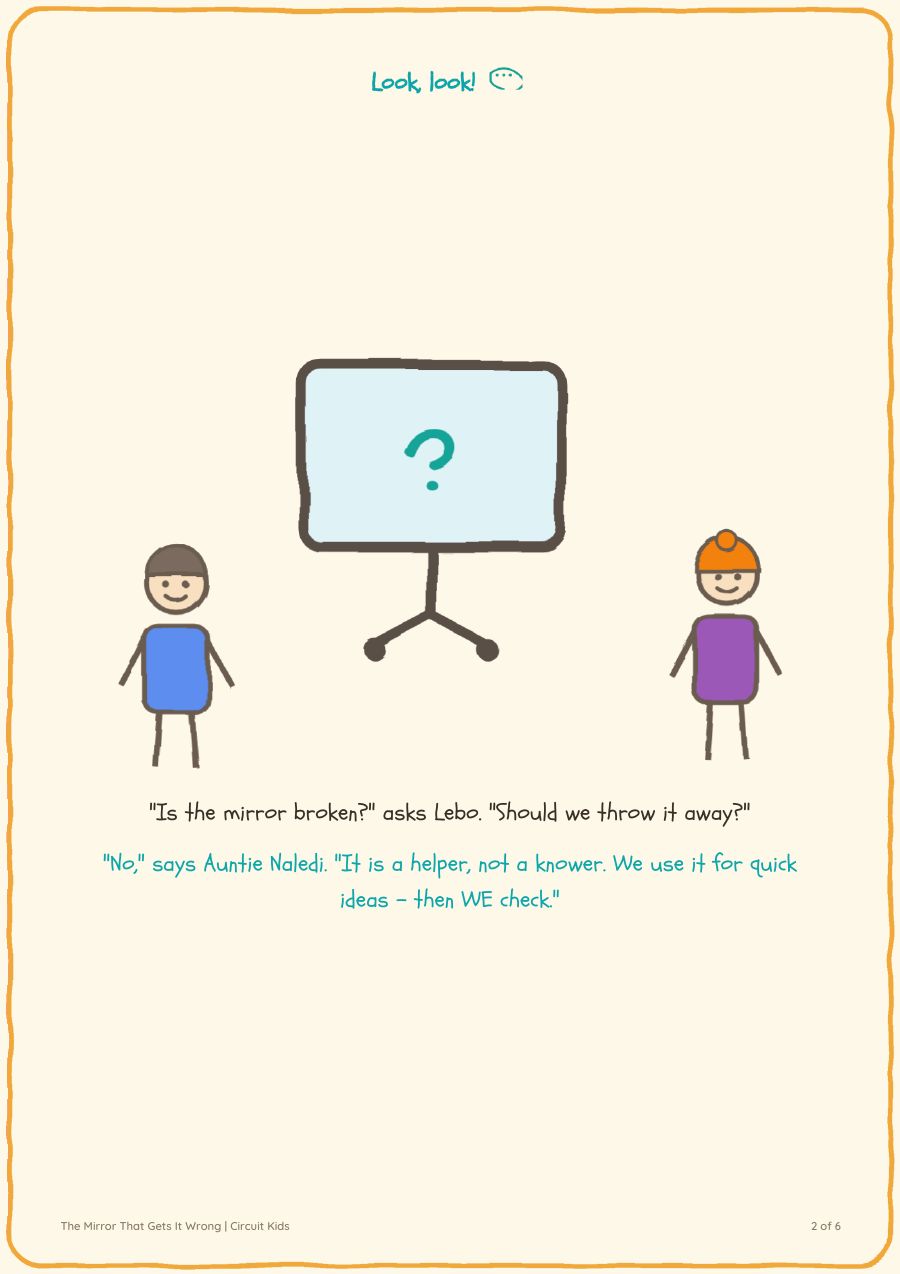 Look, look!
?
"Is the mirror broken?" asks Lebo. "Should we throw it away?"
"No," says Auntie Naledi. "It is a helper, not a knower. We use it for quick
ideas – then WE check."
The Mirror That Gets It Wrong | Circuit Kids
2 of 6